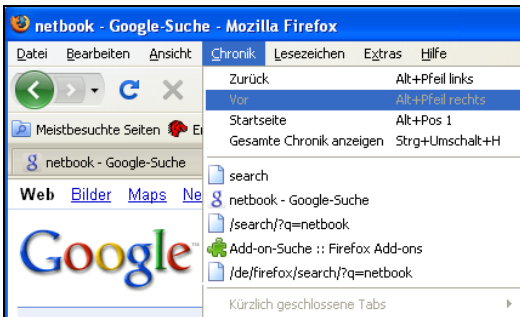 netbook - Google-Suche - Mozilla Firefox
Datei Bearbeiten Ansicht Chronik Lesezeichen Extras Hilfe
Zurück Alt+Pfeil links
Vor Alt+Pfeil rechts
Startseite Alt+Pos 1
Gesamte Chronik anzeigen Strg+Umschalt+H
search
netbook - Google-Suche
/search/?q=netbook
Add-on-Suche :: Firefox Add-ons
/de/firefox/search/?q=netbook
Kürzlich geschlossene Tabs
Meistbesuchte Seiten
netbook - Google-Suche
Web Bilder Maps Ne
Google™